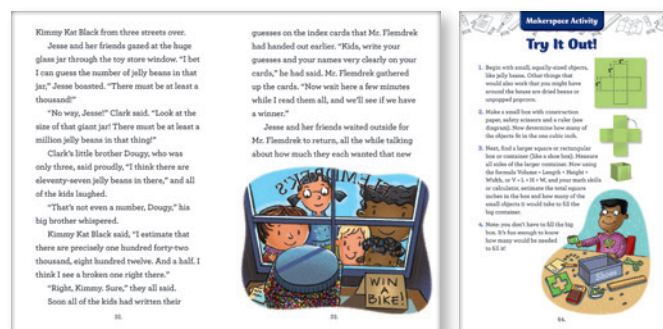 Kimmy Kat Black from three streets over.
Jesse and her friends gazed at the huge
glass jar through the toy store window. "I bet
I can guess the number of jelly beans in that
jar," Jesse boasted. "There must be at least a
thousand!"
"No way, Jesse!" Clark said. "Look at the
size of that giant jar! There must be at least a
million jelly beans in that thing!"
Clark's little brother Dougy, who was
only three, said proudly, "I think there are
eleventy-seven jelly beans in there," and all
of the kids laughed.
"That's not even a number, Dougy," his
big brother whispered.
Kimmy Kat Black said, "I estimate that
there are precisely one hundred forty-two
thousand, eight hundred twelve. And a half. I
think I see a broken one right there."
"Right, Kimmy. Sure," they all said.
Soon all of the kids had written their
32.
guesses on the index cards that Mr. Flemdrek
had handed out earlier. "Kids, write your
guesses and your names very clearly on your
cards," he had said. Mr. Flemdrek gathered
up the cards. "Now wait here a few minutes
while I read them all, and we'll see if we have
a winner."
Jesse and her friends waited outside for
Mr. Flemdrek to return, all the while talking
about how much they each wanted that new
FLEMDREK'S
WIN
A
BIKE!
33.
Makerspace Activity
Try It Out!
1. Begin with small, equally-sized objects,
like jelly beans. Other things that
would also work that you might have
around the house are dried beans or
unpopped popcorn.
2. Make a small box with construction
paper, safety scissors and a ruler (see
diagram). Now determine how many of
the objects fit in the one cubic inch.
3. Next, find a larger square or rectangular
box or container (like a shoe box). Measure
all sides of the larger container. Now using
the formula Volume = Length × Height ×
Width, or V = L × H × W, and your math skills
or calculator, estimate the total square
inches in the box and how many of the
small objects it would take to fill the
big container.
4. Note: you don't have to fill the big
box. It's fun enough to know
how many would be needed
to fill it!
Shoes
64.